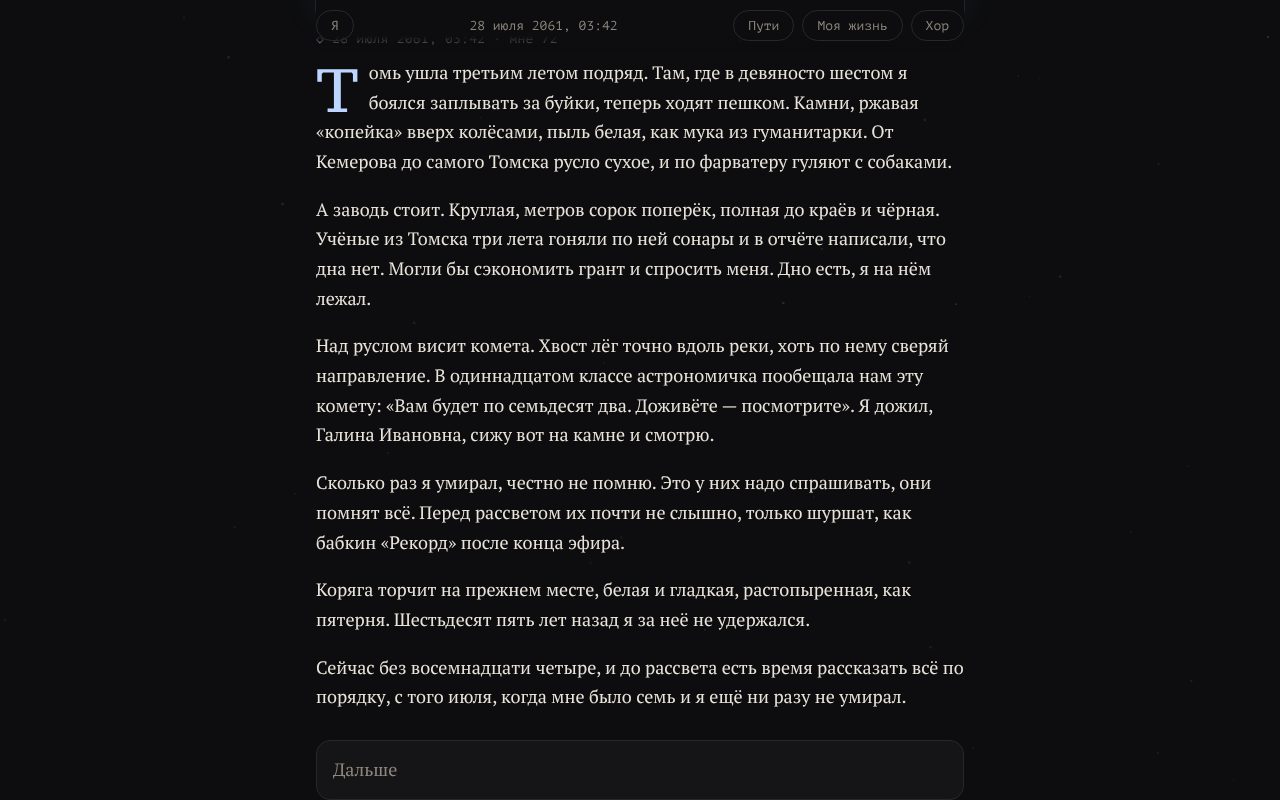 Я
28 июля 2061, 03:42
Пути
Моя жизнь
Хор
28 июля 2061, 03:42 · мне 72
Томь ушла третьим летом подряд. Там, где в девяносто шестом я
боялся заплывать за буйки, теперь ходят пешком. Камни, ржавая
«копейка» вверх колёсами, пыль белая, как мука из гуманитарки. От
Кемерова до самого Томска русло сухое, и по фарватеру гуляют с собаками.
А заводь стоит. Круглая, метров сорок поперёк, полная до краёв и чёрная.
Учёные из Томска три лета гоняли по ней сонары и в отчёте написали, что
дна нет. Могли бы сэкономить грант и спросить меня. Дно есть, я на нём
лежал.
Над руслом висит комета. Хвост лёг точно вдоль реки, хоть по нему сверяй
направление. В одиннадцатом классе астрономичка пообещала нам эту
комету: «Вам будет по семьдесят два. Доживёте — посмотрите». Я дожил,
Галина Ивановна, сижу вот на камне и смотрю.
Сколько раз я умирал, честно не помню. Это у них надо спрашивать, они
помнят всё. Перед рассветом их почти не слышно, только шуршат, как
бабкин «Рекорд» после конца эфира.
Коряга торчит на прежнем месте, белая и гладкая, растопыренная, как
пятерня. Шестьдесят пять лет назад я за неё не удержался.
Сейчас без восемнадцати четыре, и до рассвета есть время рассказать всё по
порядку, с того июля, когда мне было семь и я ещё ни разу не умирал.
Дальше